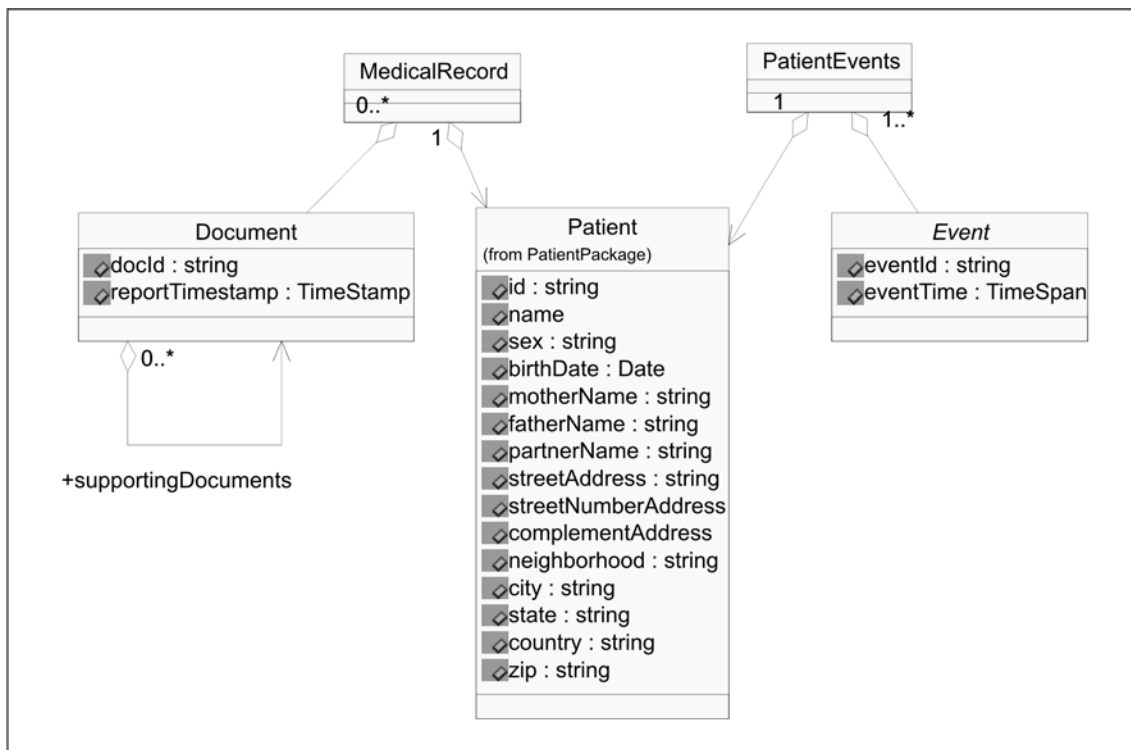 MedicalRecord
0..*
1
PatientEvents
1
1..*
Document
docId : string
reportTimestamp : TimeStamp
0..*
+supportingDocuments
Patient
(from PatientPackage)
id : string
name
sex : string
birthDate : Date
motherName : string
fatherName : string
partnerName : string
streetAddress : string
streetNumberAddress
complementAddress
neighborhood : string
city : string
state : string
country : string
zip : string
Event
eventId : string
eventTime : TimeSpan